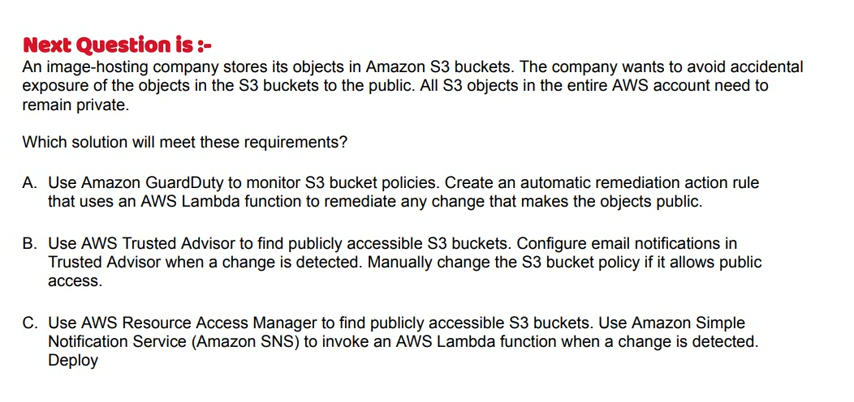 Next Question is :-
An image-hosting company stores its objects in Amazon S3 buckets. The company wants to avoid accidental
exposure of the objects in the S3 buckets to the public. All S3 objects in the entire AWS account need to
remain private.
Which solution will meet these requirements?
A. Use Amazon GuardDuty to monitor S3 bucket policies. Create an automatic remediation action rule
that uses an AWS Lambda function to remediate any change that makes the objects public.
B. Use AWS Trusted Advisor to find publicly accessible S3 buckets. Configure email notifications in
Trusted Advisor when a change is detected. Manually change the S3 bucket policy if it allows public
access.
C. Use AWS Resource Access Manager to find publicly accessible S3 buckets. Use Amazon Simple
Notification Service (Amazon SNS) to invoke an AWS Lambda function when a change is detected.
Deploy